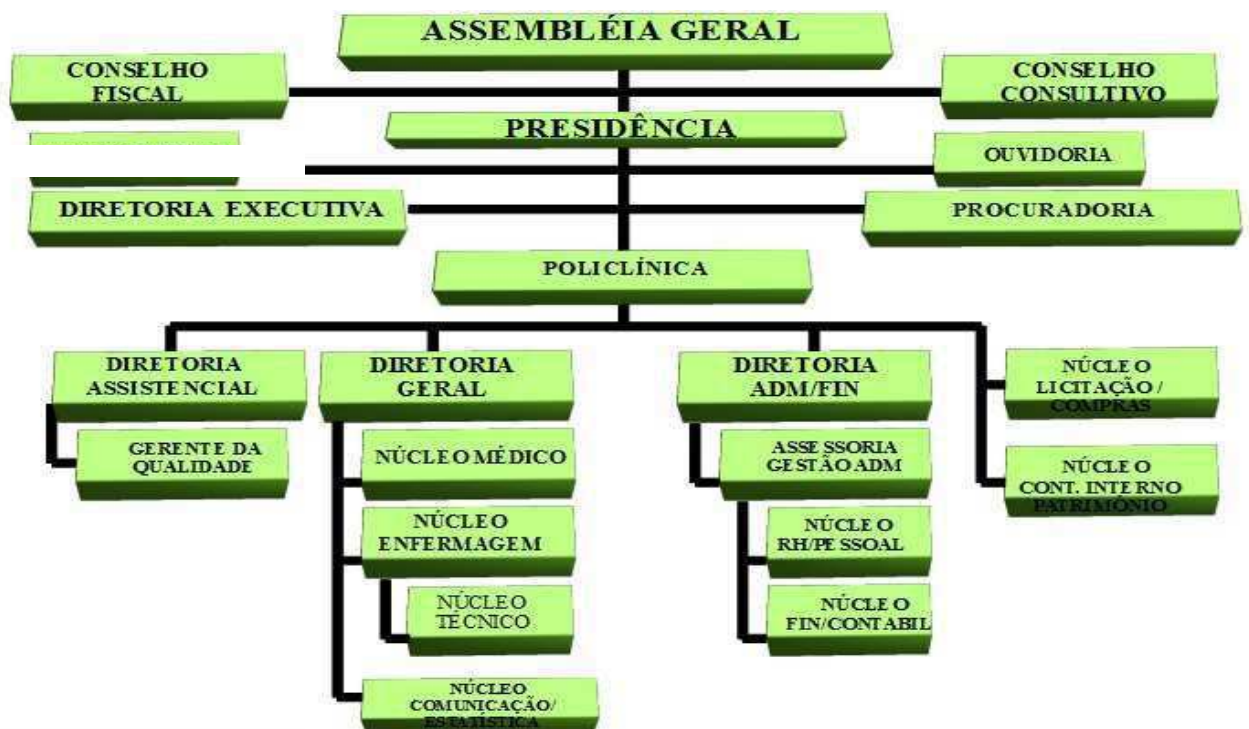 ASSEMBLÉIA GERAL
CONSELHO
FISCAL
CONSELHO
CONSULTIVO
PRESIDÊNCIA
OUVIDORIA
DIRETORIA EXECUTIVA
PROCURADORIA
POLICLÍNICA
DIRETORIA
ASSISTENCIAL
GERENTE DA
QUALIDADE
DIRETORIA
GERAL
NÚCLEO MÉDICO
NÚCLEO
ENFERMAGEM
NÚCLEO
TÉCNICO
NÚCLEO
COMUNICAÇÃO/
ESTATÍSTICA
DIRETORIA
ADM/FIN
ASSESSORIA
GESTÃO ADM
NÚCLEO
RH/PESSOAL
NÚCLEO
FIN/CONTABIL
NÚCLEO
LICITAÇÃO /
COMPRAS
NÚCLEO
CONT. INTERNO
PATRIMÔNIO